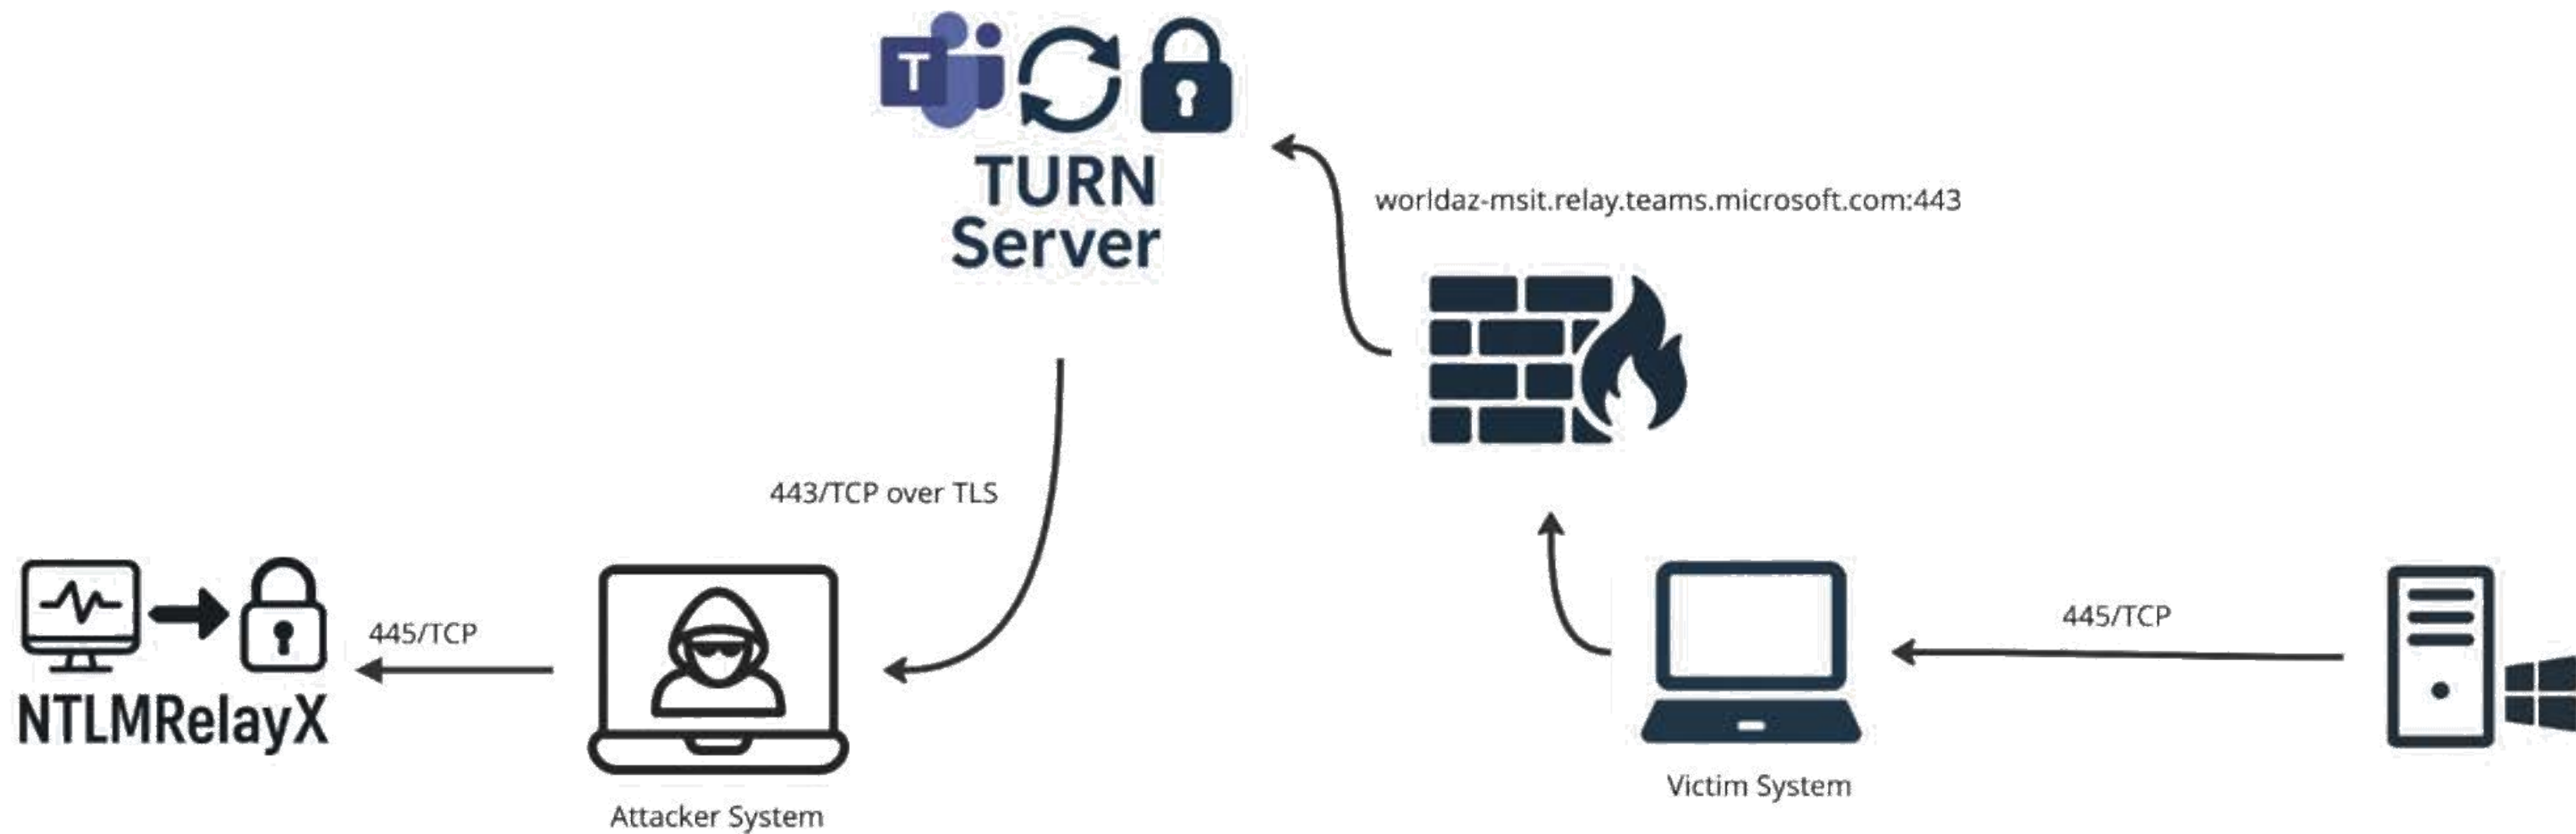 T
TURN
Server
worldaz-msit.relay.teams.microsoft.com:443
443/TCP over TLS
445/TCP
445/TCP
NTLMRelayX
Victim System
Attacker System